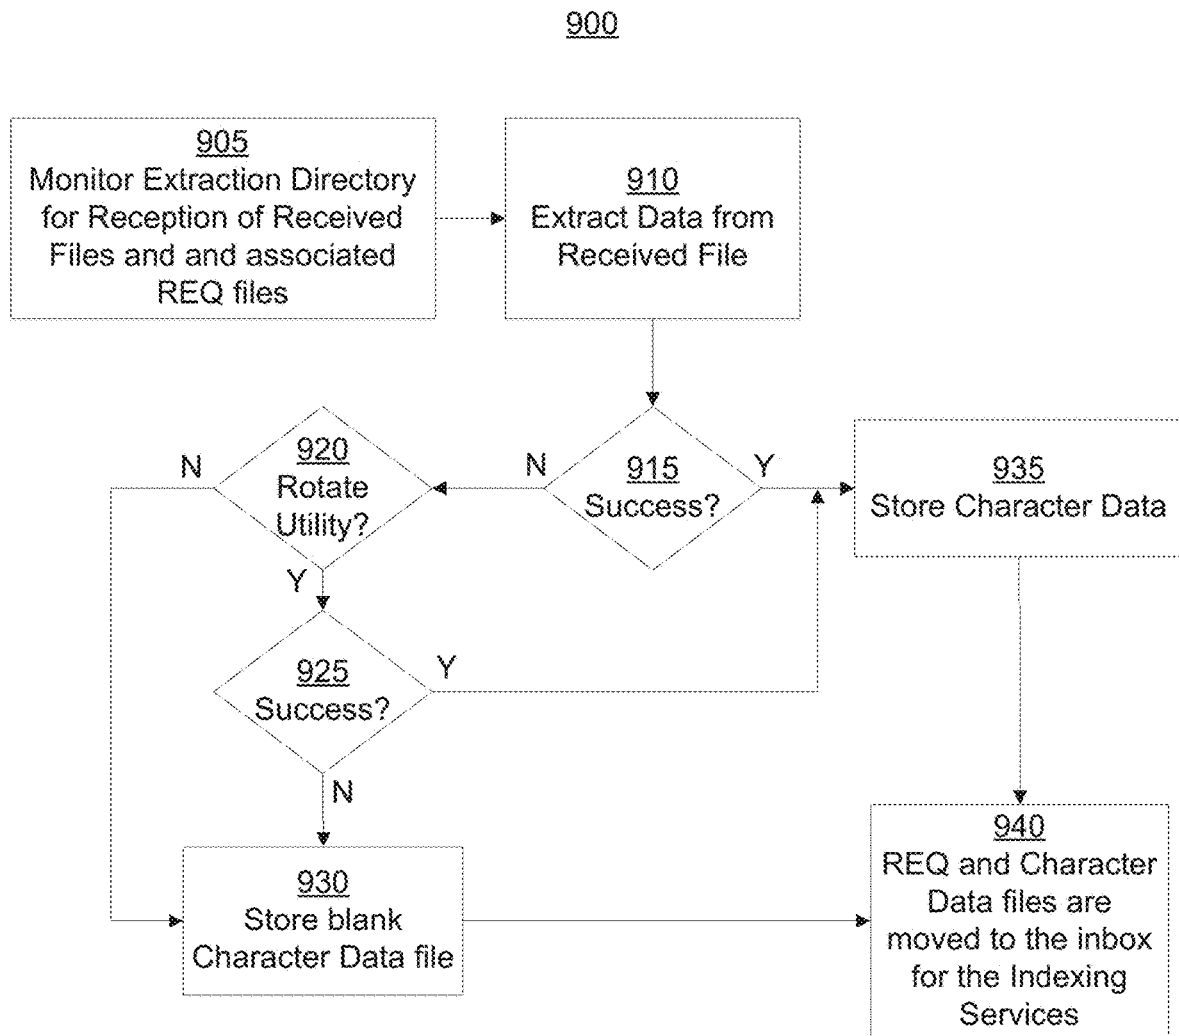 900
905
Monitor Extraction Directory
for Reception of Received
Files and and associated
REQ files
910
Extract Data from
Received File
N
920
Rotate
Utility?
N
915
Success?
Y
935
Store Character Data
Y
925
Success?
Y
N
930
Store blank
Character Data file
940
REQ and Character
Data files are
moved to the inbox
for the Indexing
Services